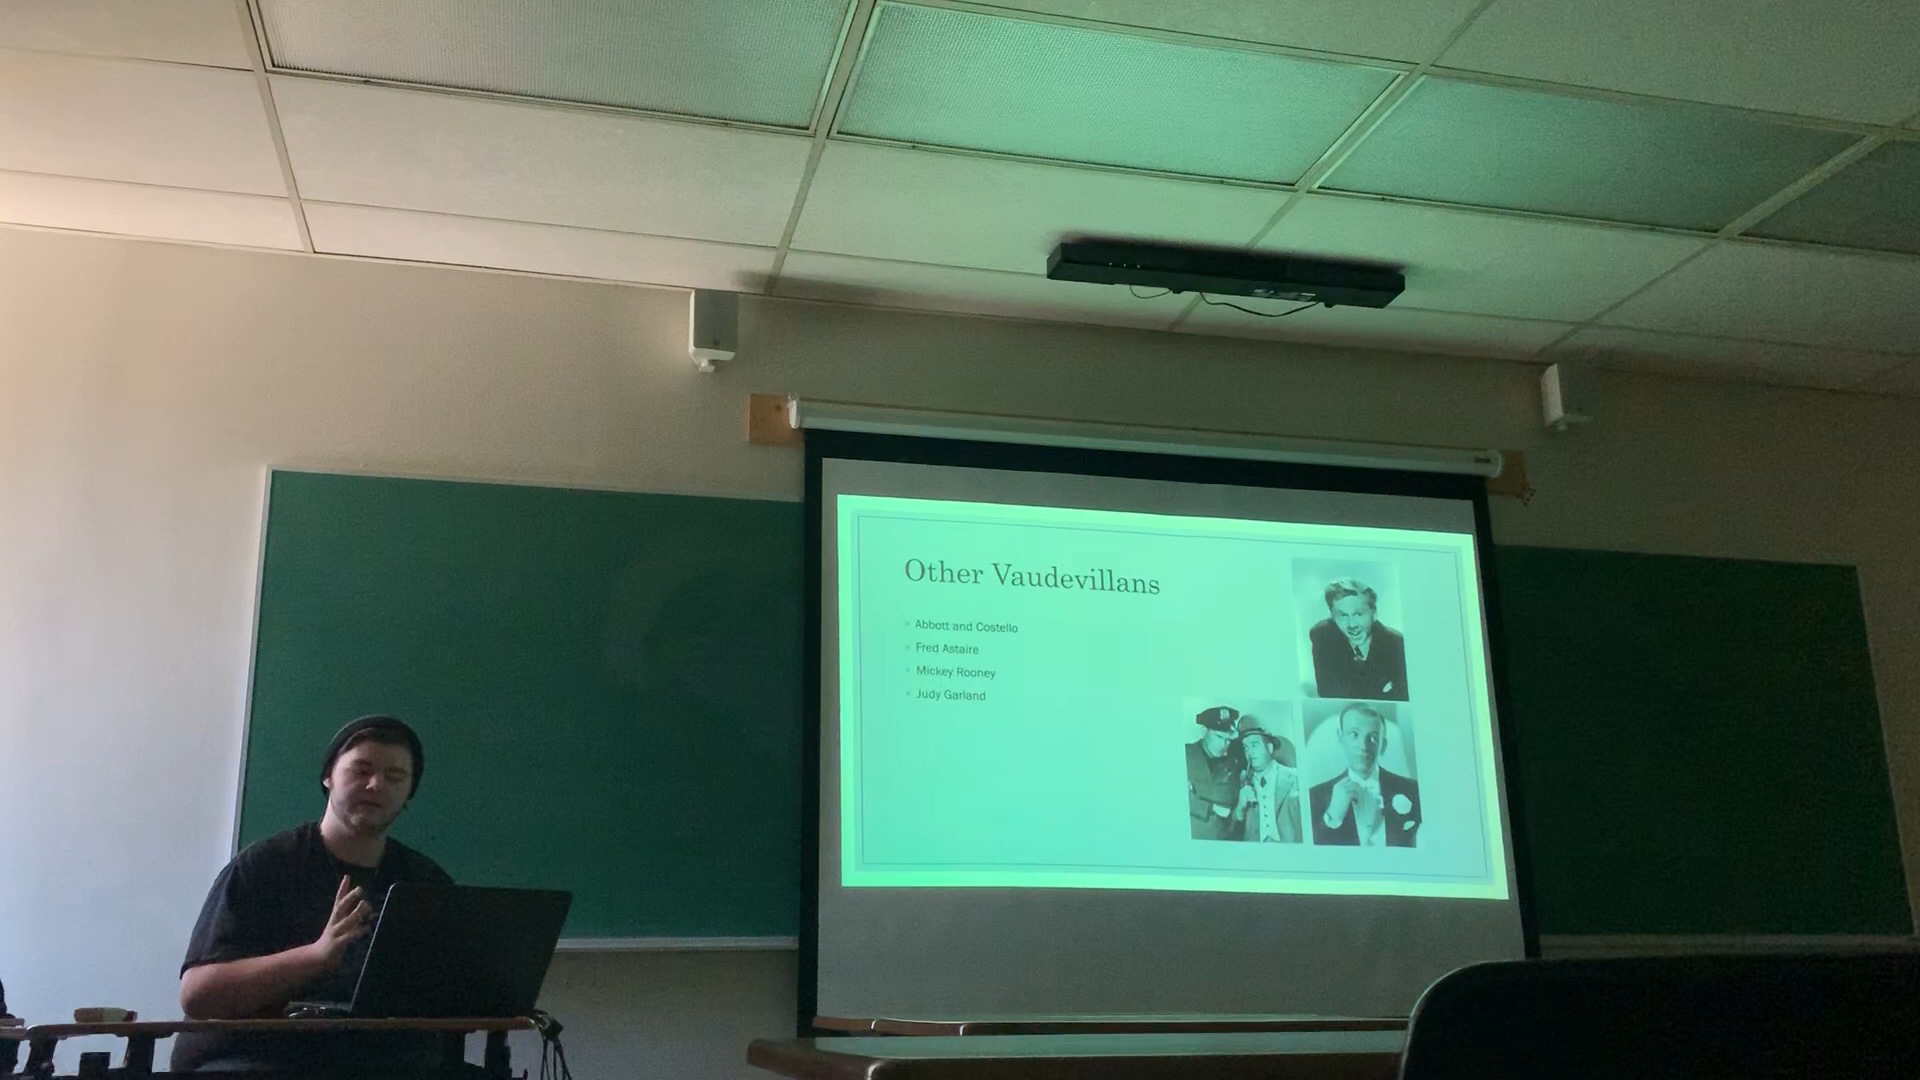 Other Vaudevillans
Abbott and Costello
Fred Astaire
Mickey Rooney
Judy Garland